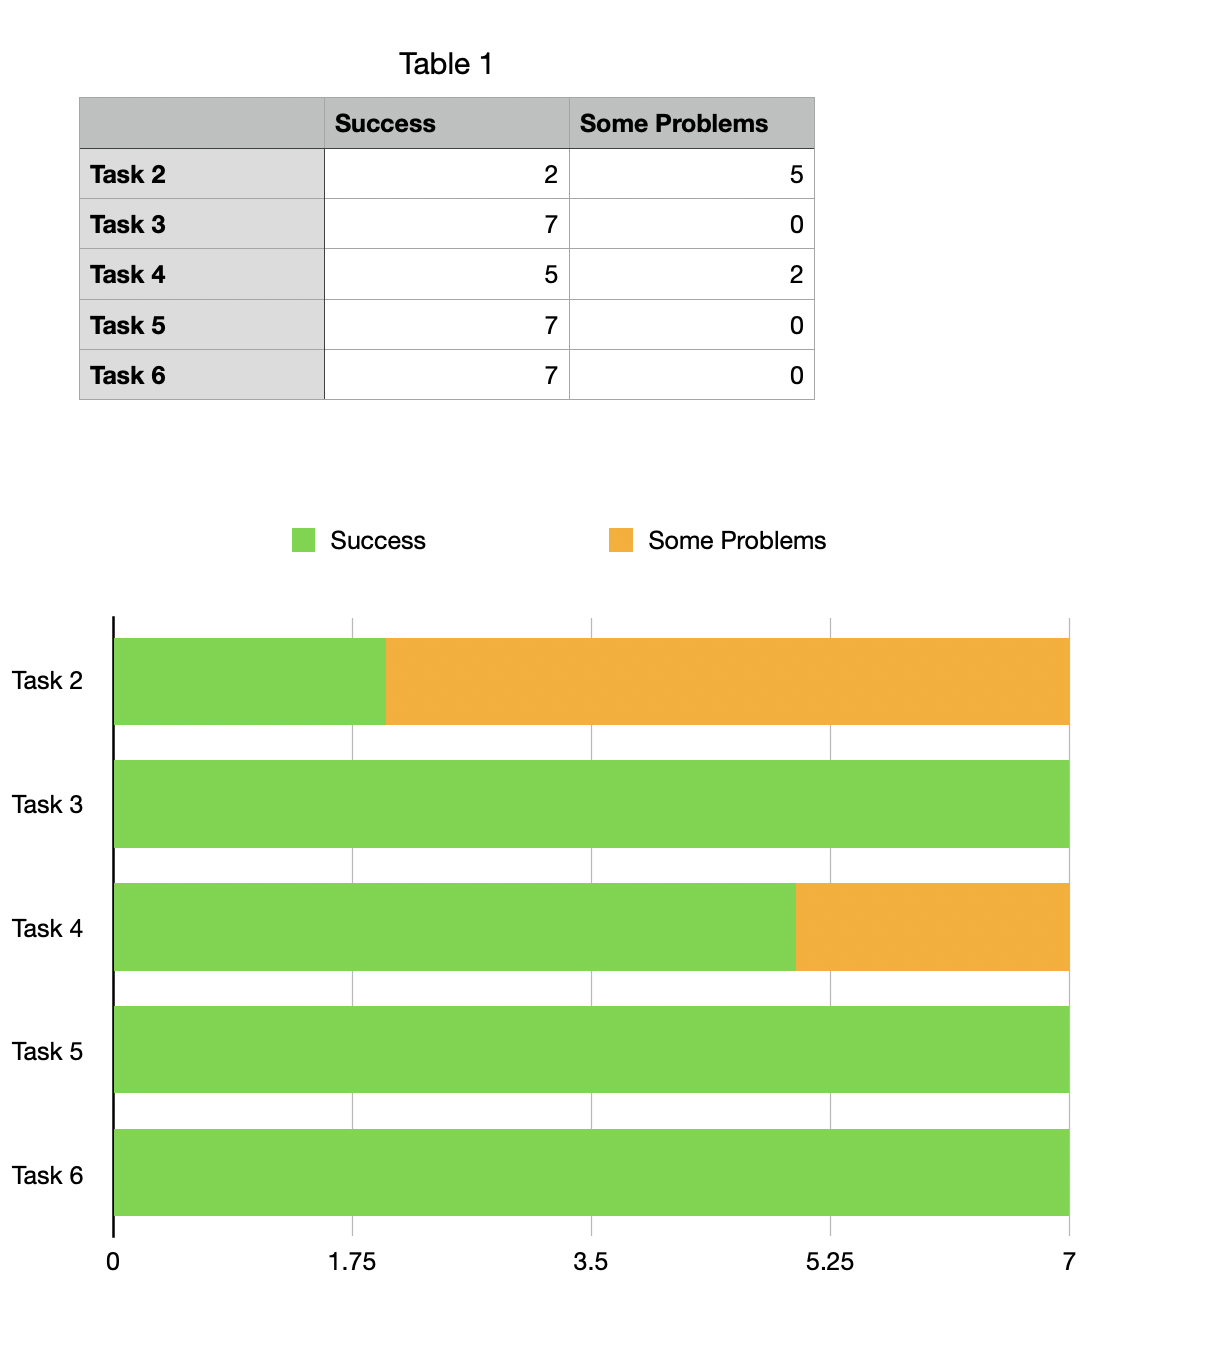 Table 1
Success Some Problems
Task 2 2 5
Task 3 7 0
Task 4 5 2
Task 5 7 0
Task 6 7 0
Success Some Problems
Task 2
Task 3
Task 4
Task 5
Task 6
0 1.75 3.5 5.25 7